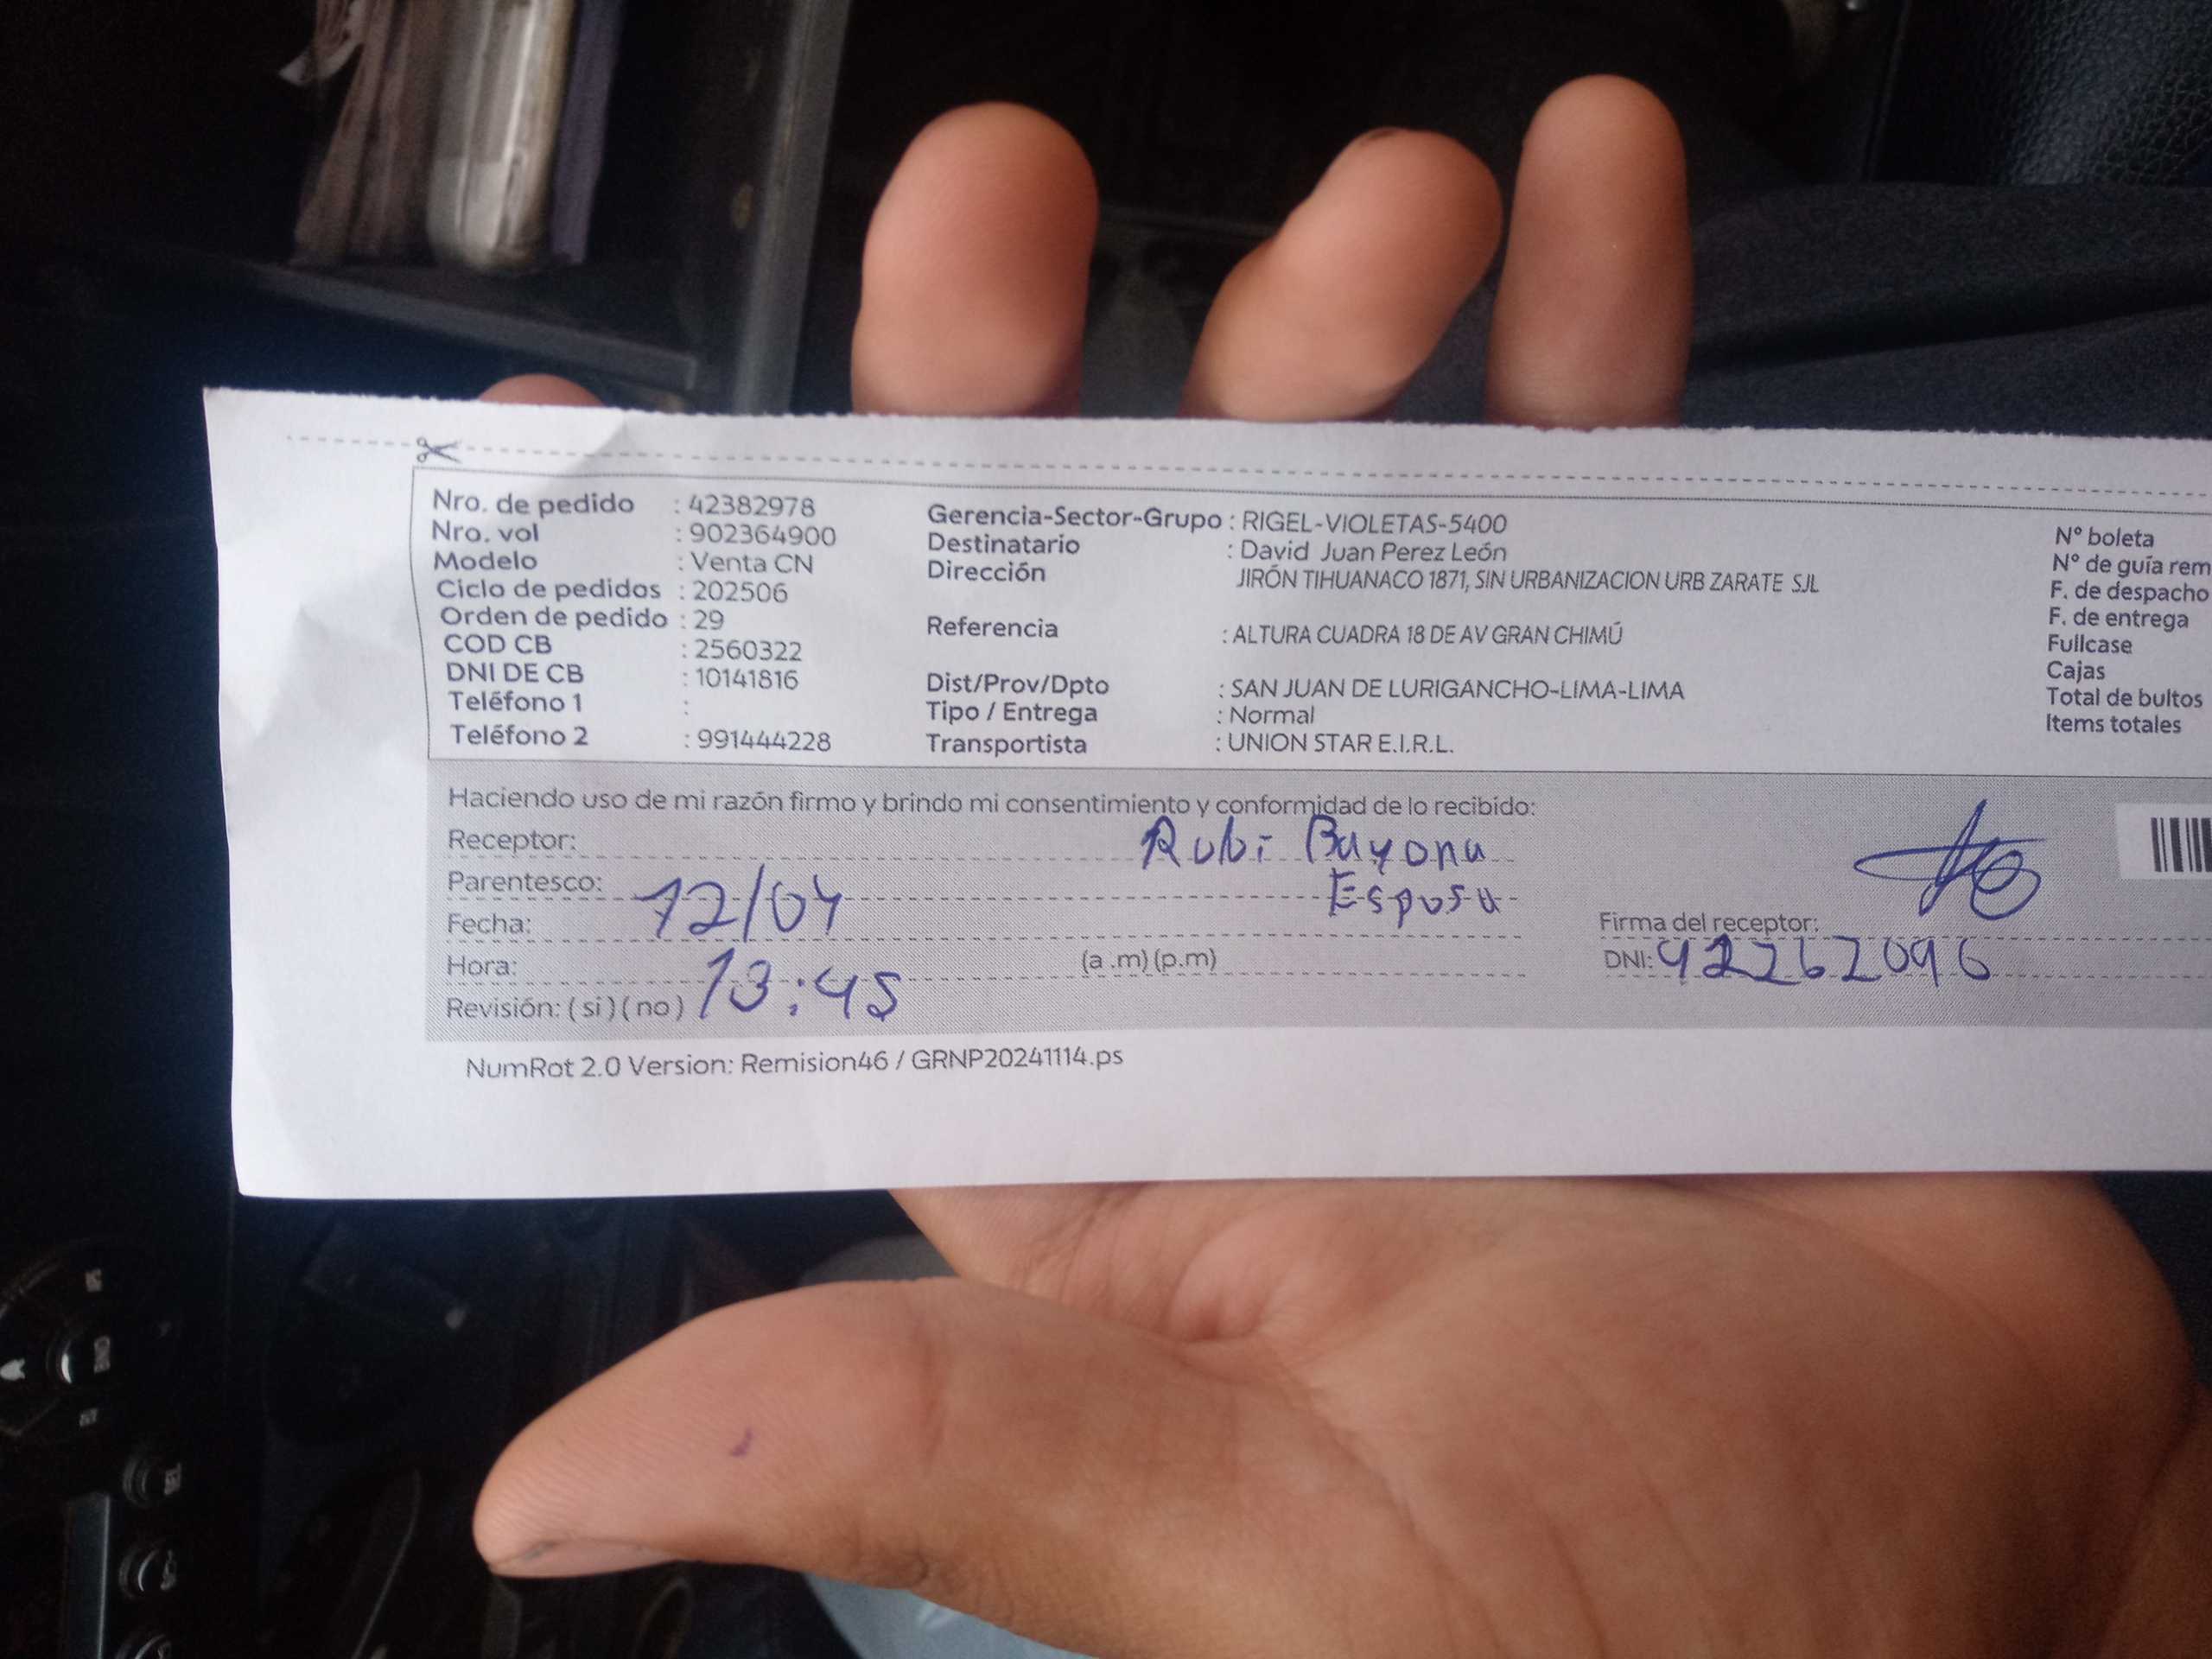 Nro. de pedido : 42382978
Nro. vol : 902364900
Modelo : Venta CN
Ciclo de pedidos : 202506
Orden de pedido : 29
COD CB : 2560322
DNI DE CB : 10141816
Teléfono 1 :
Teléfono 2 : 991444228
Gerencia-Sector-Grupo : RIGEL-VIOLETAS-5400
Destinatario : David Juan Perez León
Dirección JIRÓN TIHUANACO 1871, SIN URBANIZACION URB ZARATE SJL
Referencia : ALTURA CUADRA 18 DE AV GRAN CHIMÚ
Dist/Prov/Dpto : SAN JUAN DE LURIGANCHO-LIMA-LIMA
Tipo / Entrega : Normal
Transportista : UNION STAR E.I.R.L.
N° boleta
N° de guía rem
F. de despacho
F. de entrega
Fullcase
Cajas
Total de bultos
Items totales
Haciendo uso de mi razón firmo y brindo mi consentimiento y conformidad de lo recibido:
Receptor: Rubi Bayona
Parentesco: Esposa
Fecha: 12/04
Hora: 13:45 (a .m) (p.m)
Revisión: ( si ) ( no )
Firma del receptor:
DNI: 42262096
NumRot 2.0 Version: Remision46 / GRNP20241114.ps